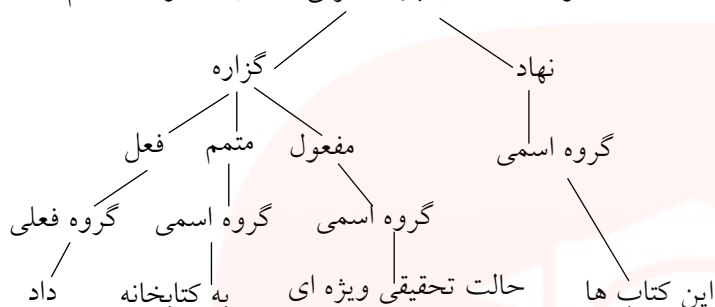 گزاره نهاد
فعل متمم مفعول گروه اسمی
گروه فعلی گروه اسمی گروه اسمی
داد به کتابخانه حالت تحقیقی ویژه ای این کتاب ها